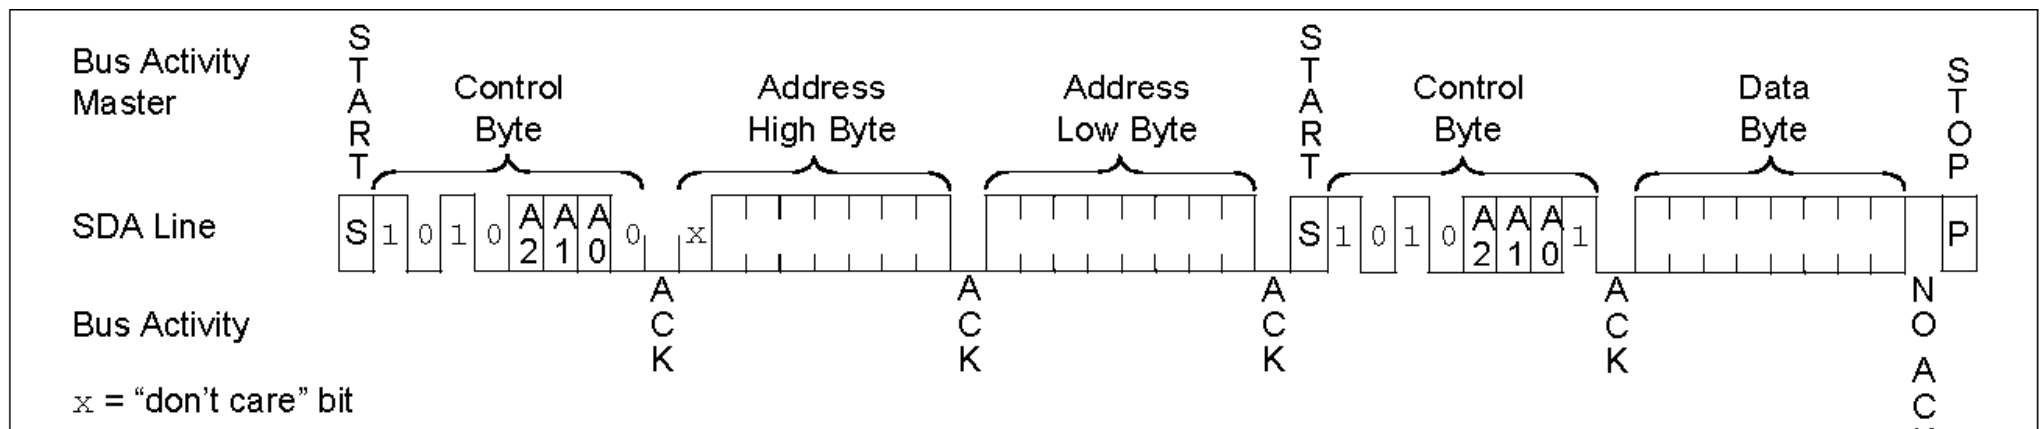 START
START
STOP
Bus Activity
Master
Control
Byte
Address
High Byte
Address
Low Byte
Control
Byte
Data
Byte
SDA Line
S 1 0 1 0 A2 A1 A0 0 x S 1 0 1 0 A2 A1 A0 1 P
Bus Activity
ACK
ACK
ACK
ACK
NO AC
x = “don’t care” bit